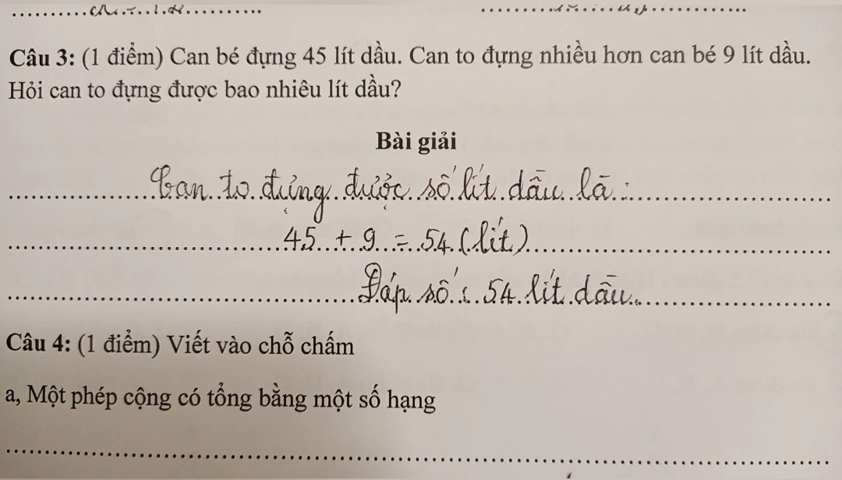 Câu 3: (1 điểm) Can bé đựng 45 lít dầu. Can to đựng nhiều hơn can bé 9 lít dầu.
Hỏi can to đựng được bao nhiêu lít dầu?
Bài giải
Can to đựng được số lít dầu là :
45 + 9 = 54 (lít)
Đáp số : 54 lít dầu.
Câu 4: (1 điểm) Viết vào chỗ chấm
a, Một phép cộng có tổng bằng một số hạng